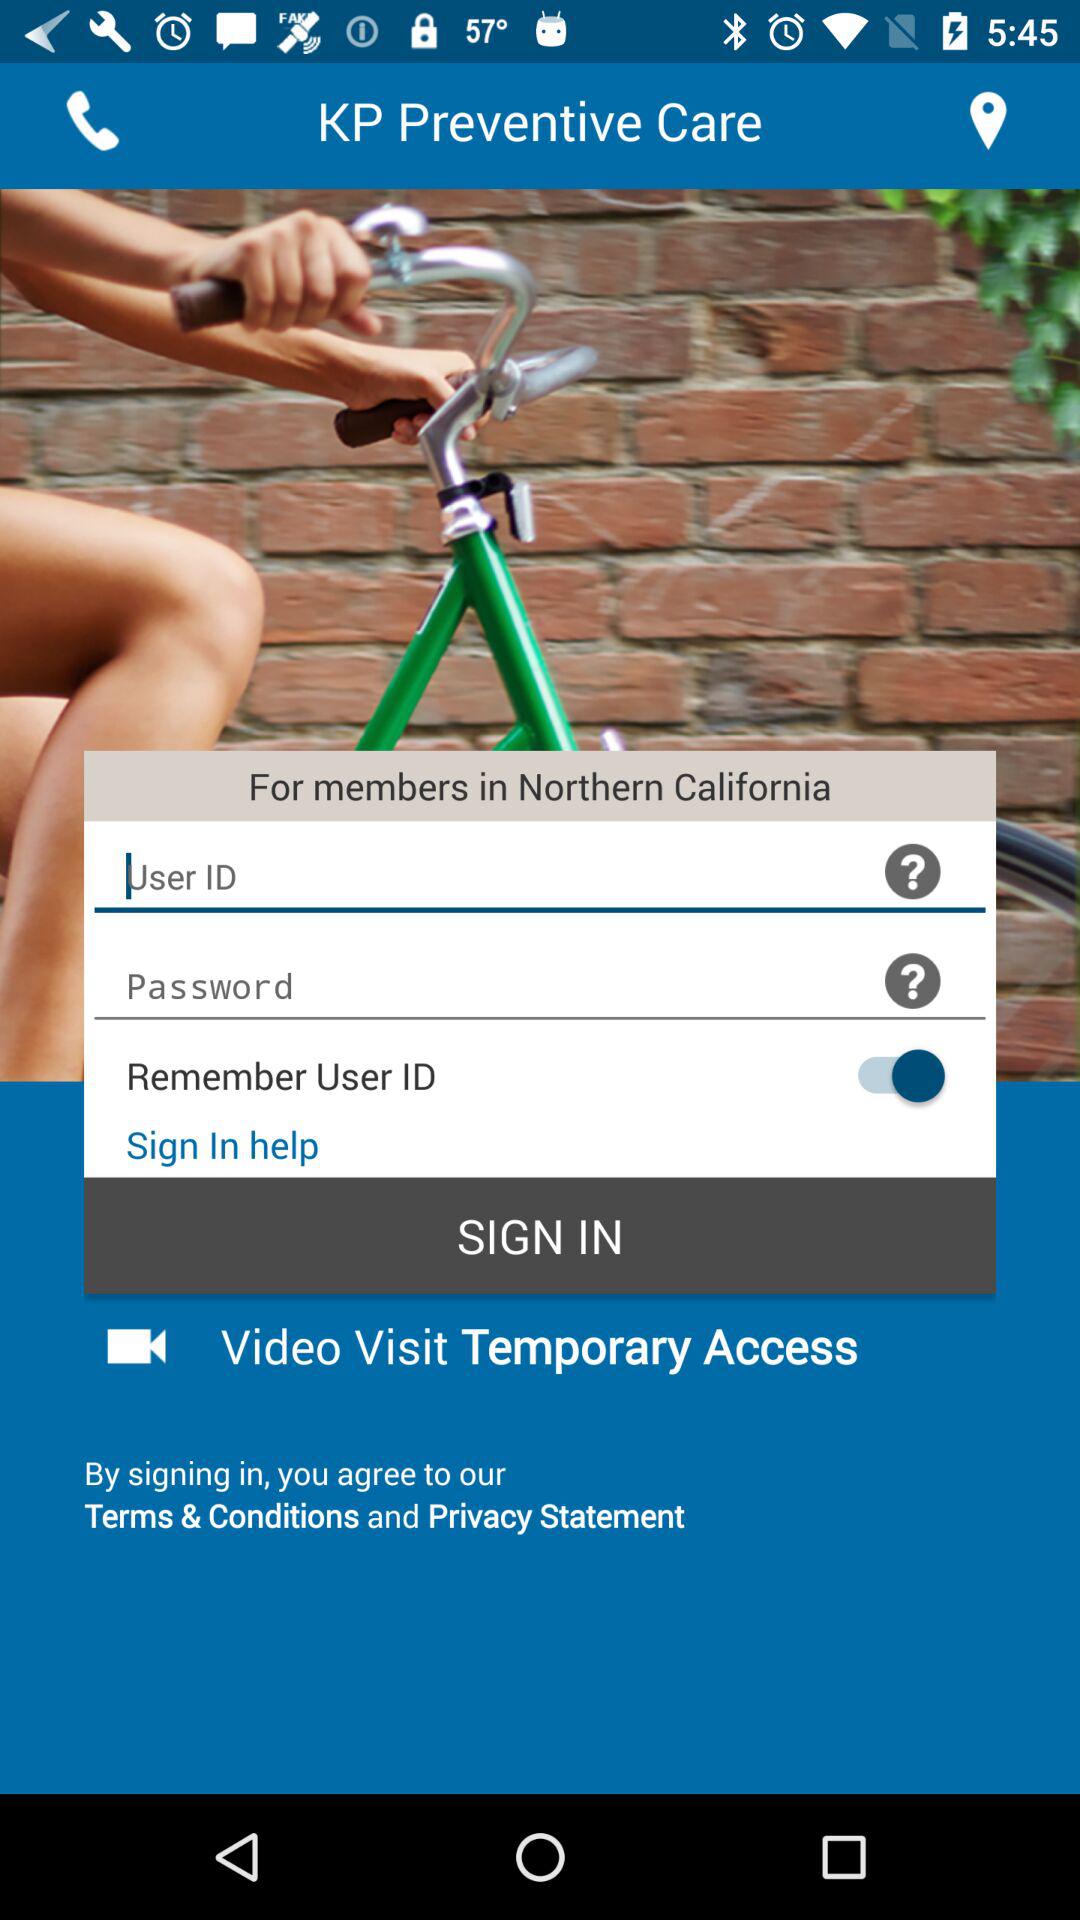 FAKE 57° 5:45
KP Preventive Care
For members in Northern California
User ID
Password
Remember User ID
Sign In help
SIGN IN
Video Visit Temporary Access
By signing in, you agree to our
Terms & Conditions and Privacy Statement